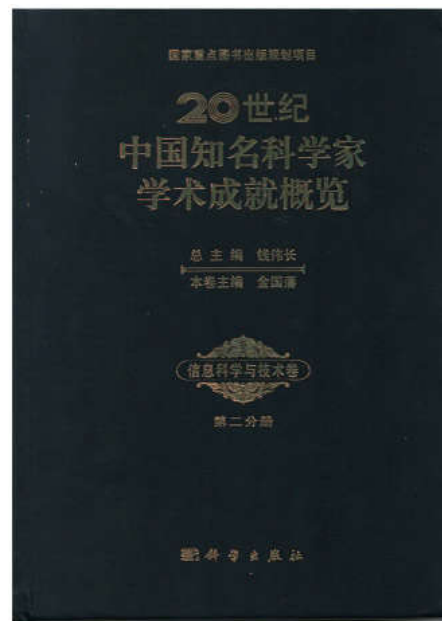 国家重点图书出版规划项目
20世纪
中国知名科学家
学术成就概览
总主编 钱伟长
本卷主编 金国藩
信息科学与技术卷
第二分册
科学出版社